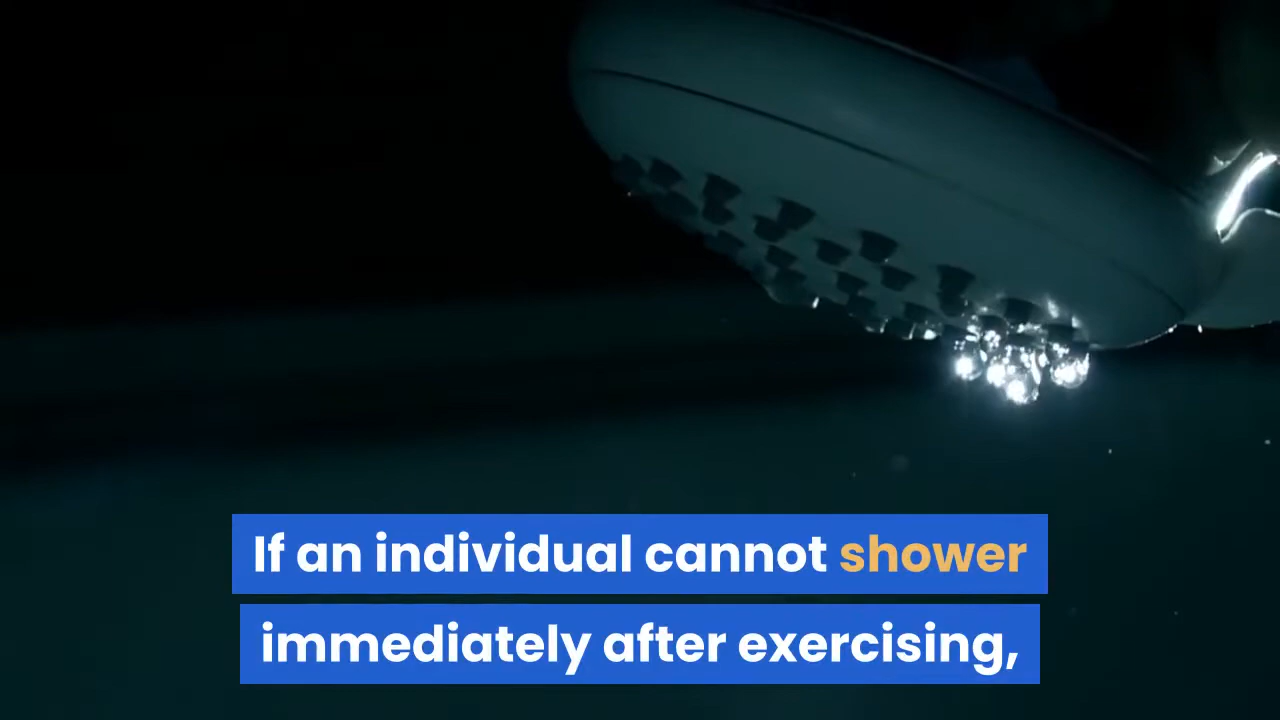 If an individual cannot shower
immediately after exercising,